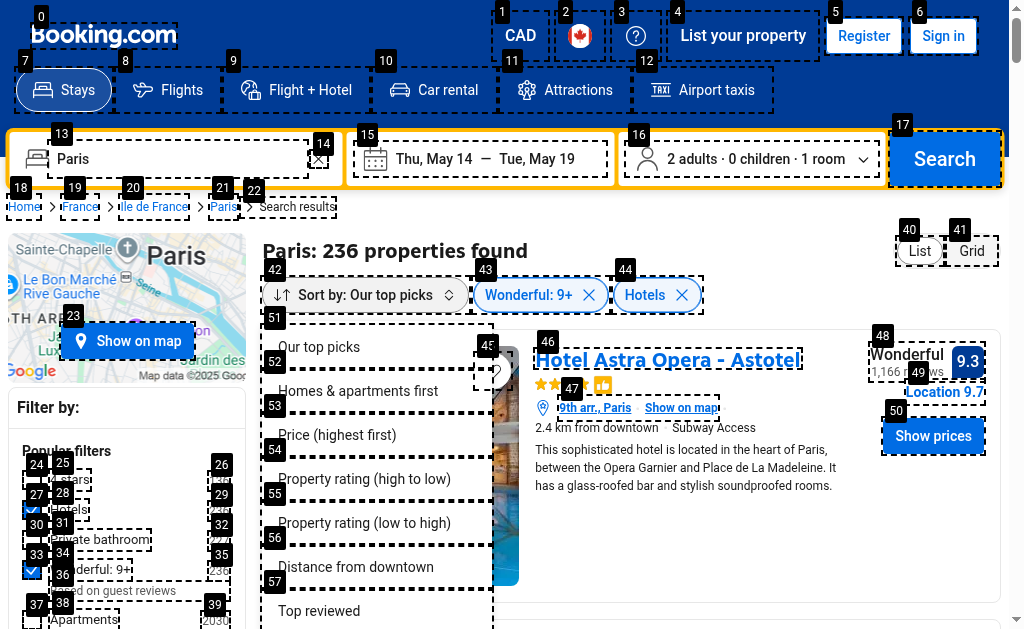 0 1 2 3 4 5 6
Booking.com CAD List your property Register Sign in
7 8 9 10 11 12
Stays Flights Flight + Hotel Car rental Attractions Airport taxis
13 14 15 16 17
Paris Thu, May 14 — Tue, May 19 2 adults · 0 children · 1 room Search
18 19 20 21 22
Home France Ile de France Paris Search results
Sainte-Chapelle Paris
Le Bon Marché
Rive Gauche
Seine
23
Show on map
Jardin des
Map data ©2025
Filter by:
Popular filters
24 25 26
stars
27 28 29
Hotels 236
30 31 32
Private bathroom 227
33 34 35
Wonderful: 9+ 236
36
Based on guest reviews
37 38 39
Apartments 2030
Paris: 236 properties found
40 41
List Grid
42 43 44
Sort by: Our top picks Wonderful: 9+ Hotels
51
Our top picks
52
Homes & apartments first
53
Price (highest first)
54
Property rating (high to low)
55
Property rating (low to high)
56
Distance from downtown
57
Top reviewed
45 46
Hotel Astra Opera - Astotel
47
9th arr., Paris Show on map
2.4 km from downtown · Subway Access
This sophisticated hotel is located in the heart of Paris,
between the Opera Garnier and Place de La Madeleine. It
has a glass-roofed bar and stylish soundproofed rooms.
48
Wonderful 9.3
1,166
49
Location 9.7
50
Show prices